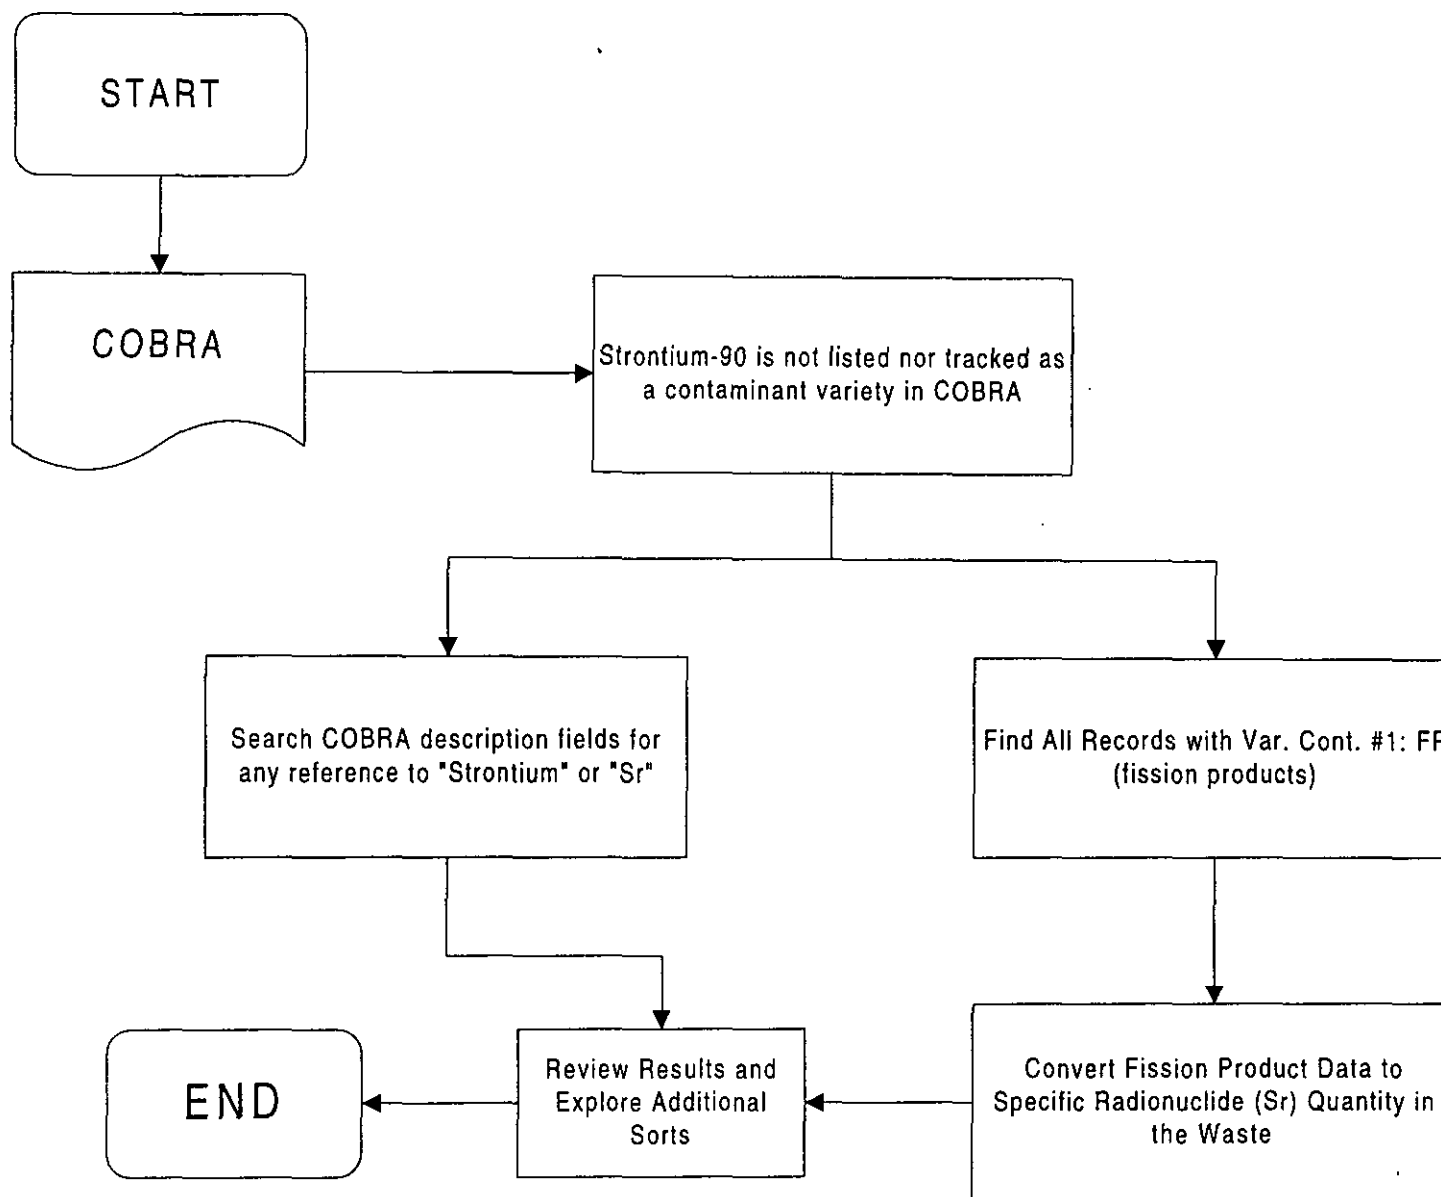 START
COBRA
Strontium-90 is not listed nor tracked as
a contaminant variety in COBRA
Search COBRA description fields for
any reference to "Strontium" or "Sr"
Find All Records with Var. Cont. #1: FP
(fission products)
Convert Fission Product Data to
Specific Radionuclide (Sr) Quantity in
the Waste
Review Results and
Explore Additional
Sorts
END